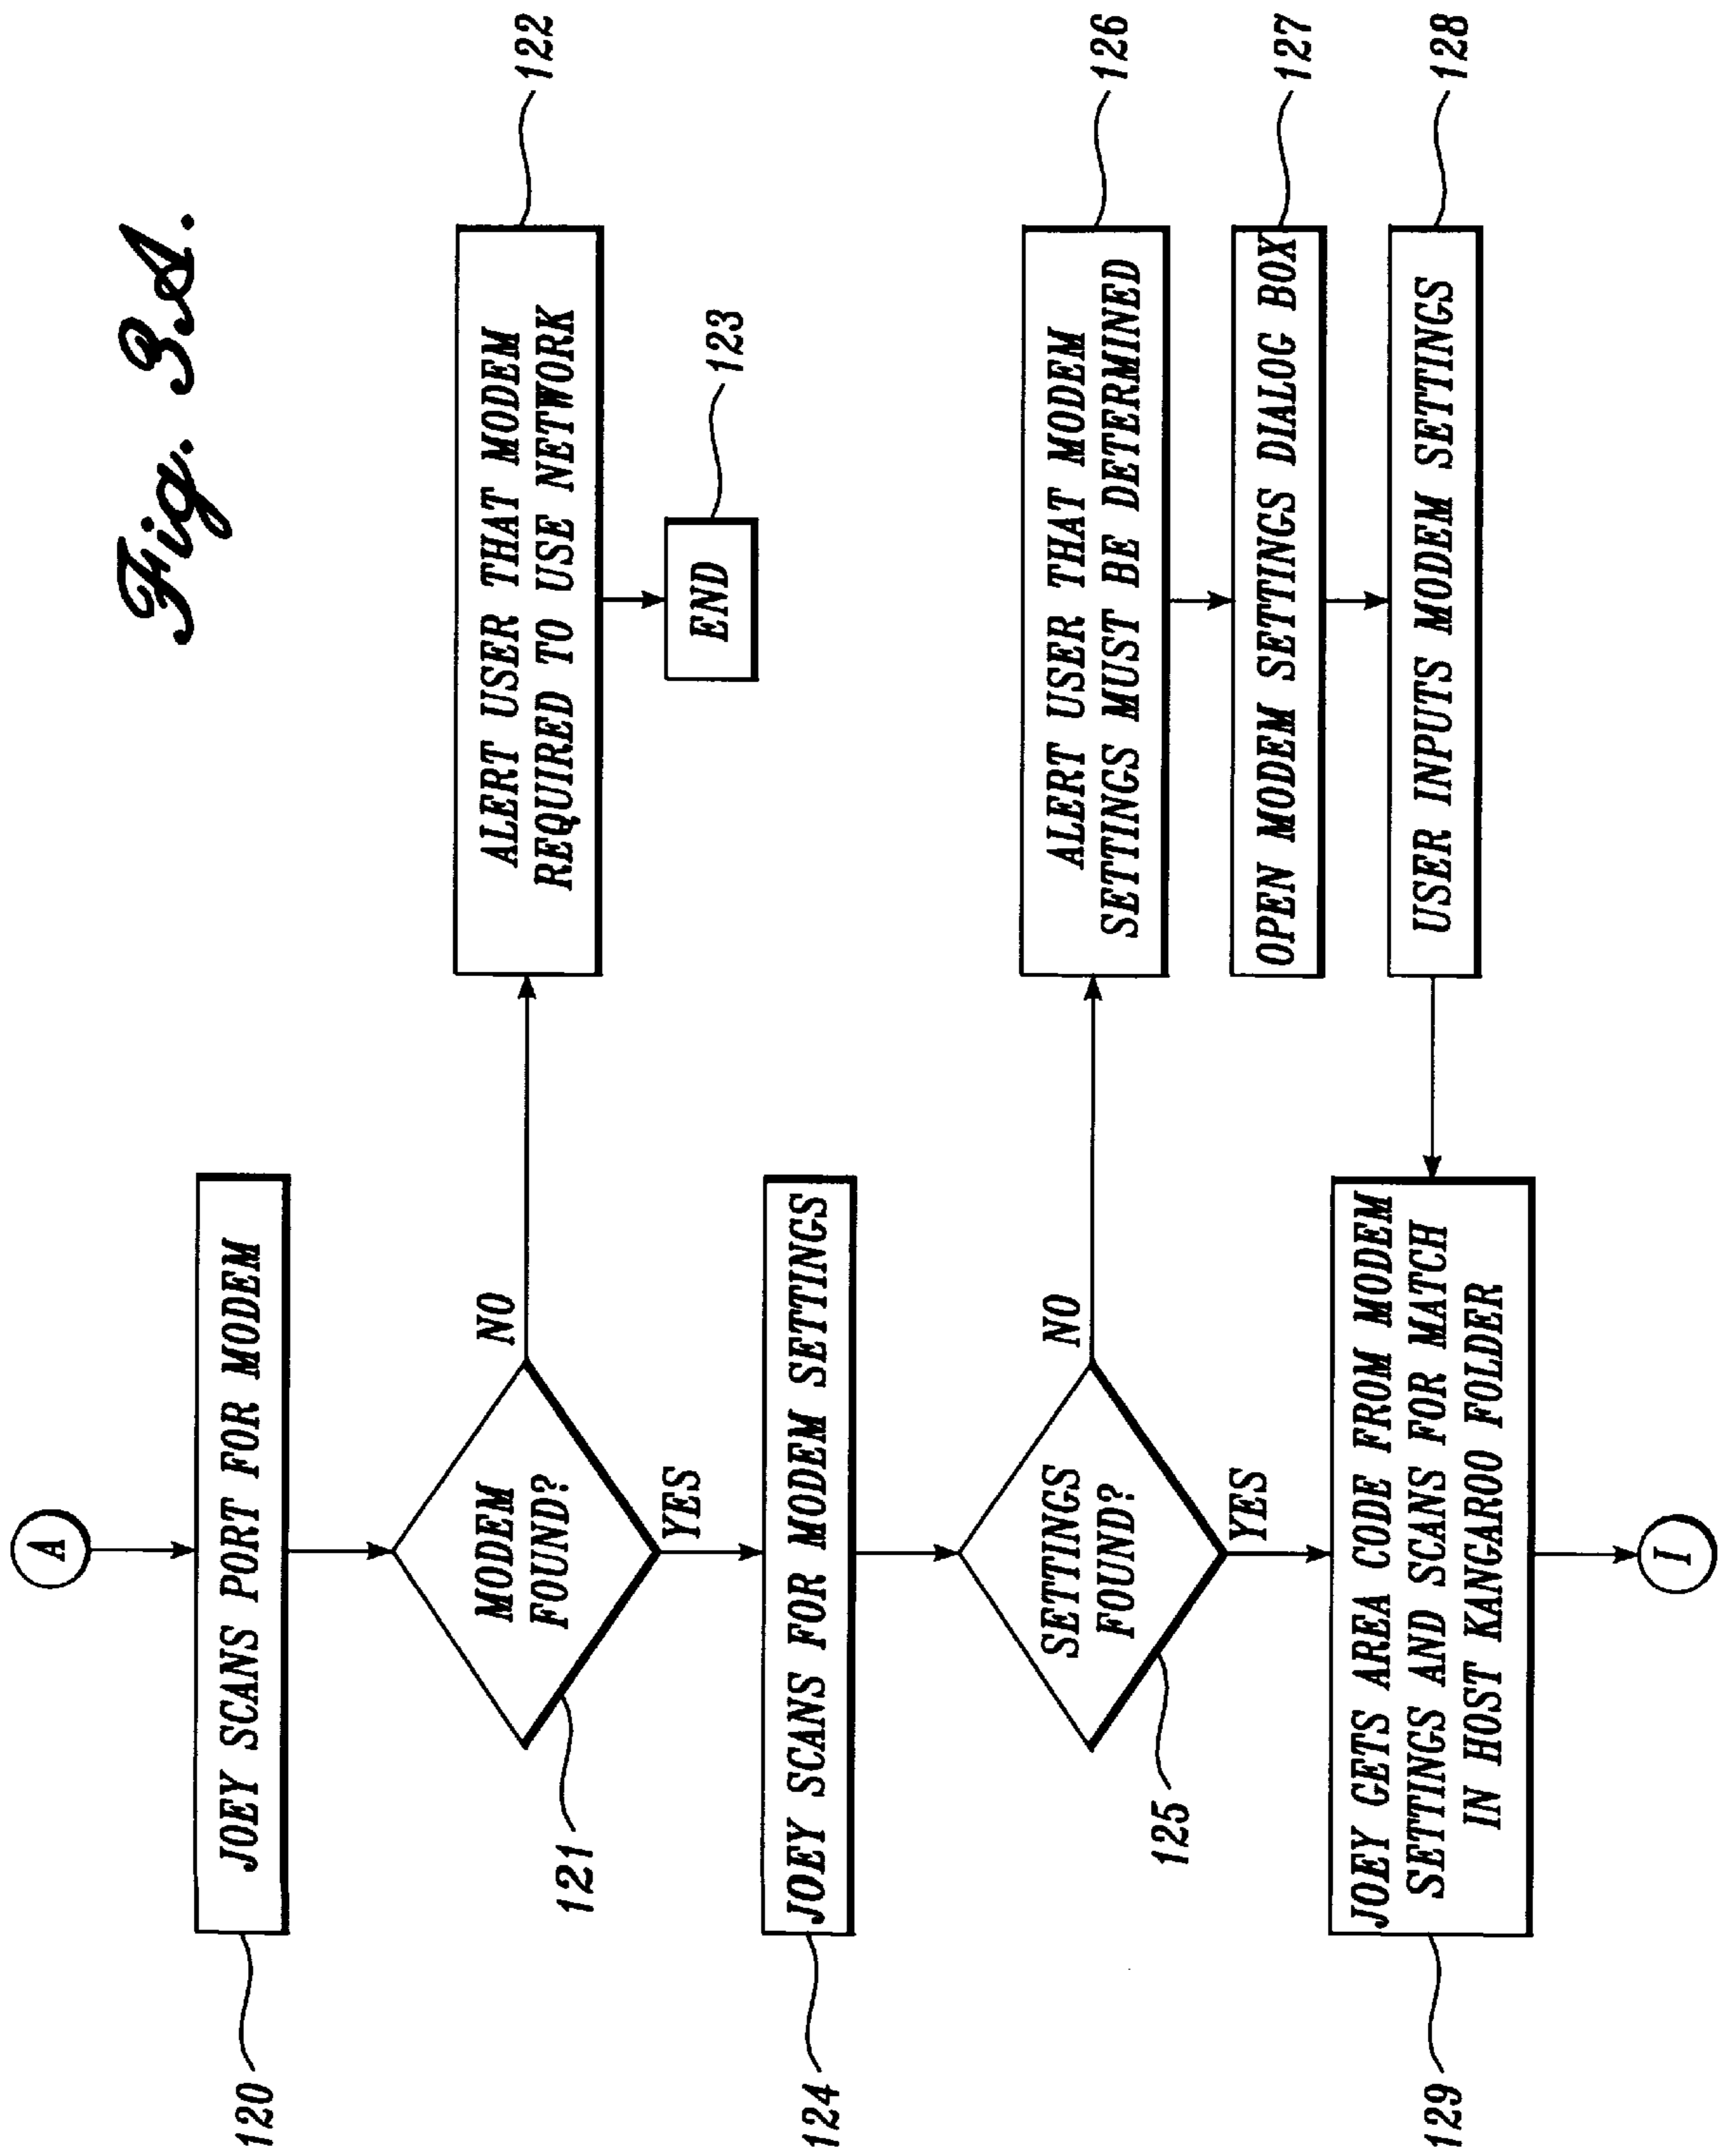 Fig. 3A.
A
JOEY SCANS PORT FOR MODEM
120
MODEM
FOUND?
121
NO
YES
ALERT USER THAT MODEM
REQUIRED TO USE NETWORK
122
END
123
JOEY SCANS FOR MODEM SETTINGS
124
SETTINGS
FOUND?
125
NO
YES
ALERT USER THAT MODEM
SETTINGS MUST BE DETERMINED
126
OPEN MODEM SETTINGS DIALOG BOX
127
USER INPUTS MODEM SETTINGS
128
JOEY GETS AREA CODE FROM MODEM
SETTINGS AND SCANS FOR MATCH
IN HOST KANGAROO FOLDER
129
I